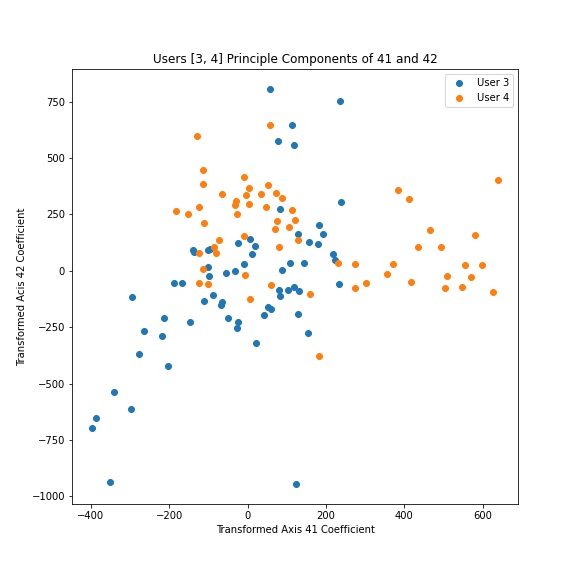 Users [3, 4] Principle Components of 41 and 42
User 3
User 4
Transformed Acis 42 Coefficient
750
500
250
0
−250
−500
−750
−1000
−400
−200
0
200
400
600
Transformed Axis 41 Coefficient